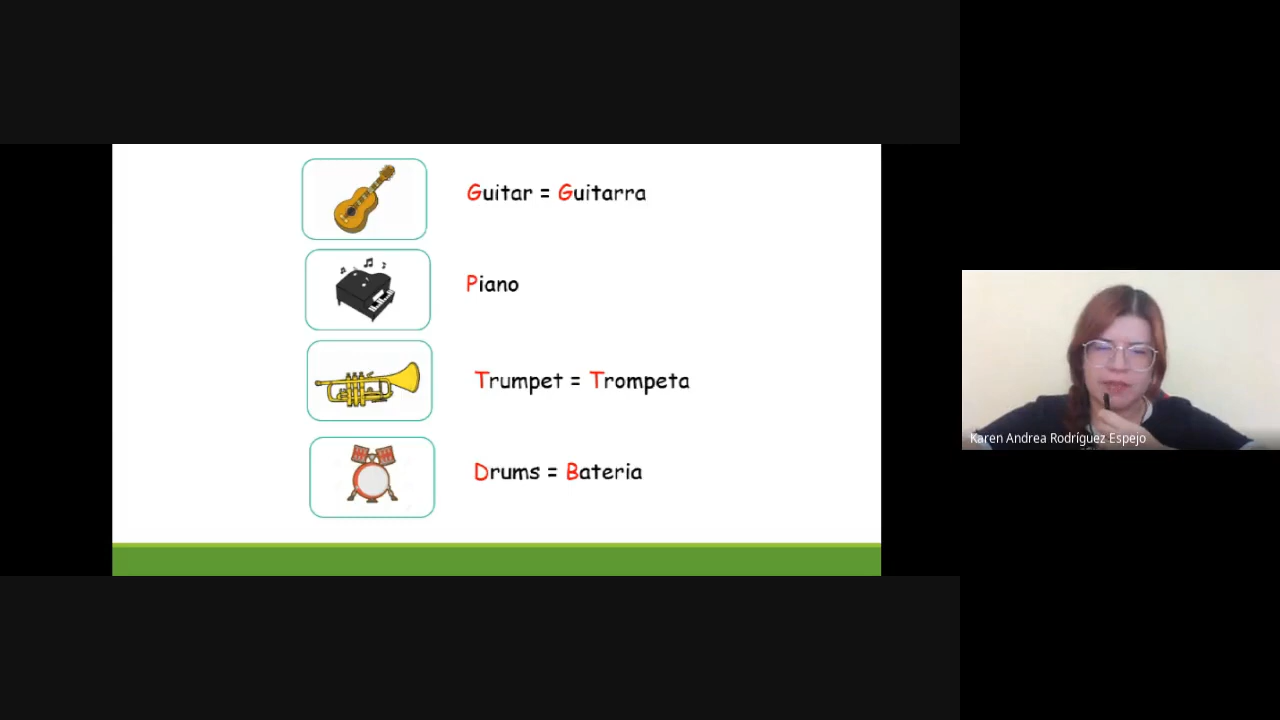 Guitar = Guitarra
Piano
Trumpet = Trompeta
Drums = Bateria
Karen Andrea Rodríguez Espejo